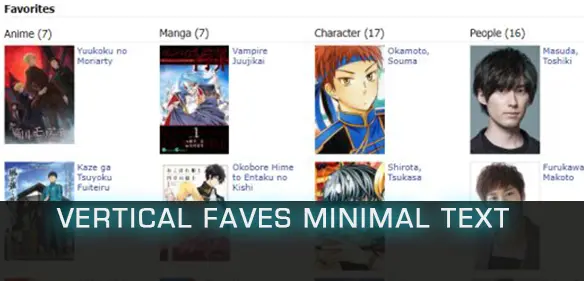 Favorites
Anime (7)
Manga (7)
Character (17)
People (16)
Yuukoku no
Moriarty
Vampire
Juujikai
Okamoto,
Souma
Masuda,
Toshiki
1
Kaze ga
Tsuyoku
Fuiteiru
Okobore Hime
to Entaku no
Kishi
Shirota,
Tsukasa
Furukawa,
Makoto
VERTICAL FAVES MINIMAL TEXT